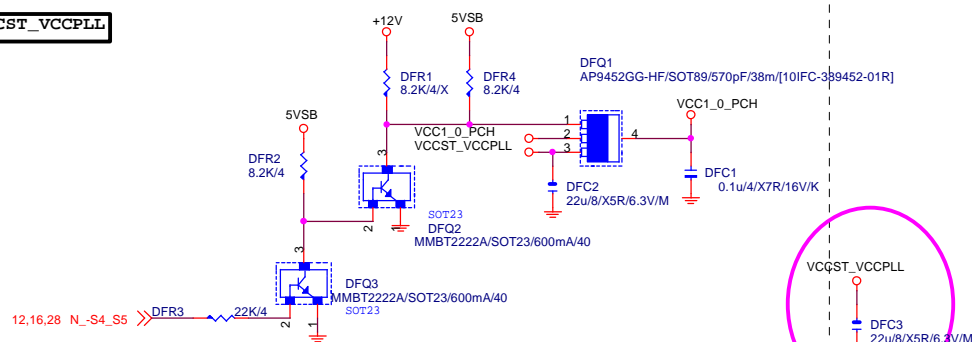 CST_VCCPLL
+12V
5VSB
DFQ1
AP9452GG-HF/SOT89/570pF/38m/[10IFC-389452-01R]
DFR1
8.2K/4/X
DFR4
8.2K/4
VCC1_0_PCH
5VSB
VCC1_0_PCH
VCCST_VCCPLL
1
2
3
4
DFR2
8.2K/4
3
DFC2
22u/8/X5R/6.3V/M
DFC1
0.1u/4/X7R/16V/K
SOT23
DFQ2
MMBT2222A/SOT23/600mA/40
2
1
3
DFQ3
MMBT2222A/SOT23/600mA/40
SOT23
VCCST_VCCPLL
12,16,28 N_-S4_S5
DFR3
22K/4
2
1
DFC3
22u/8/X5R/6.3V/M